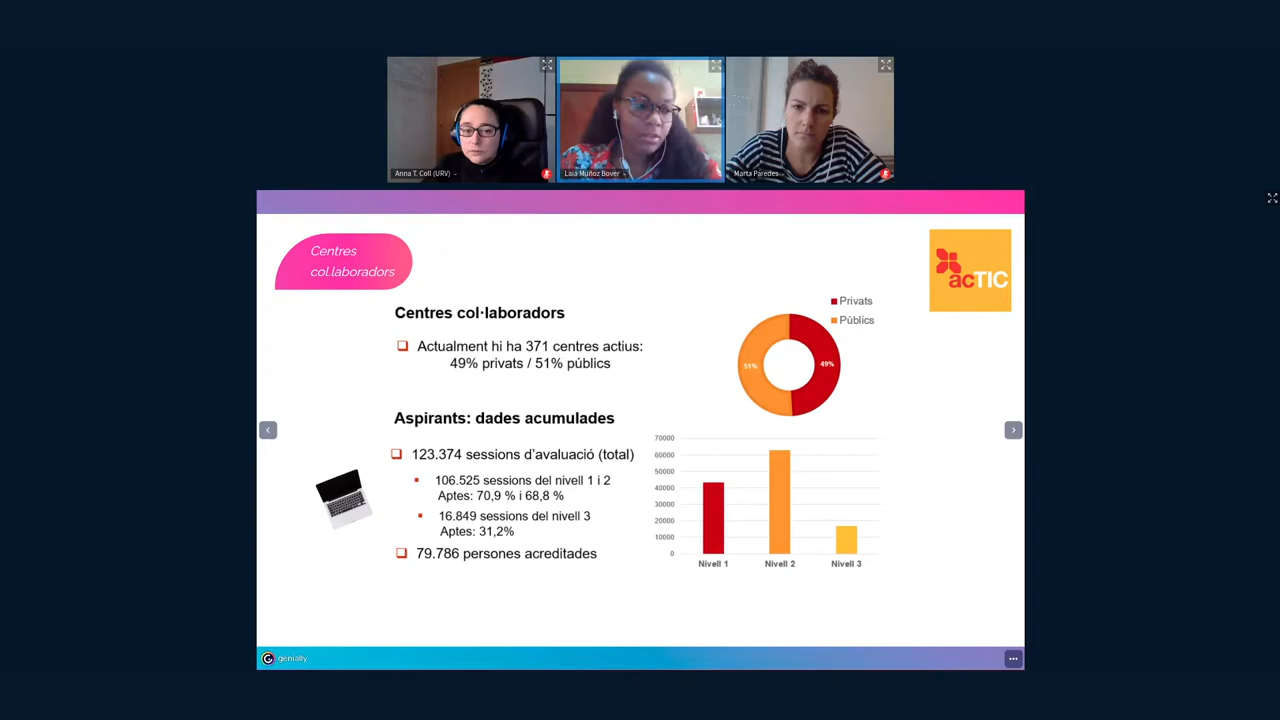 Anna T. Coll (URV)
Laia Muñoz Bover
Marta Paredes
Centres
col.laboradors
acTIC
Centres col·laboradors
Actualment hi ha 371 centres actius:
49% privats / 51% públics
Privats
Públics
51%
49%
Aspirants: dades acumulades
123.374 sessions d'avaluació (total)
106.525 sessions del nivell 1 i 2
Aptes: 70,9 % i 68,8 %
16.849 sessions del nivell 3
Aptes: 31,2%
79.786 persones acreditades
70000
60000
50000
40000
30000
20000
10000
0
Nivell 1
Nivell 2
Nivell 3
genially